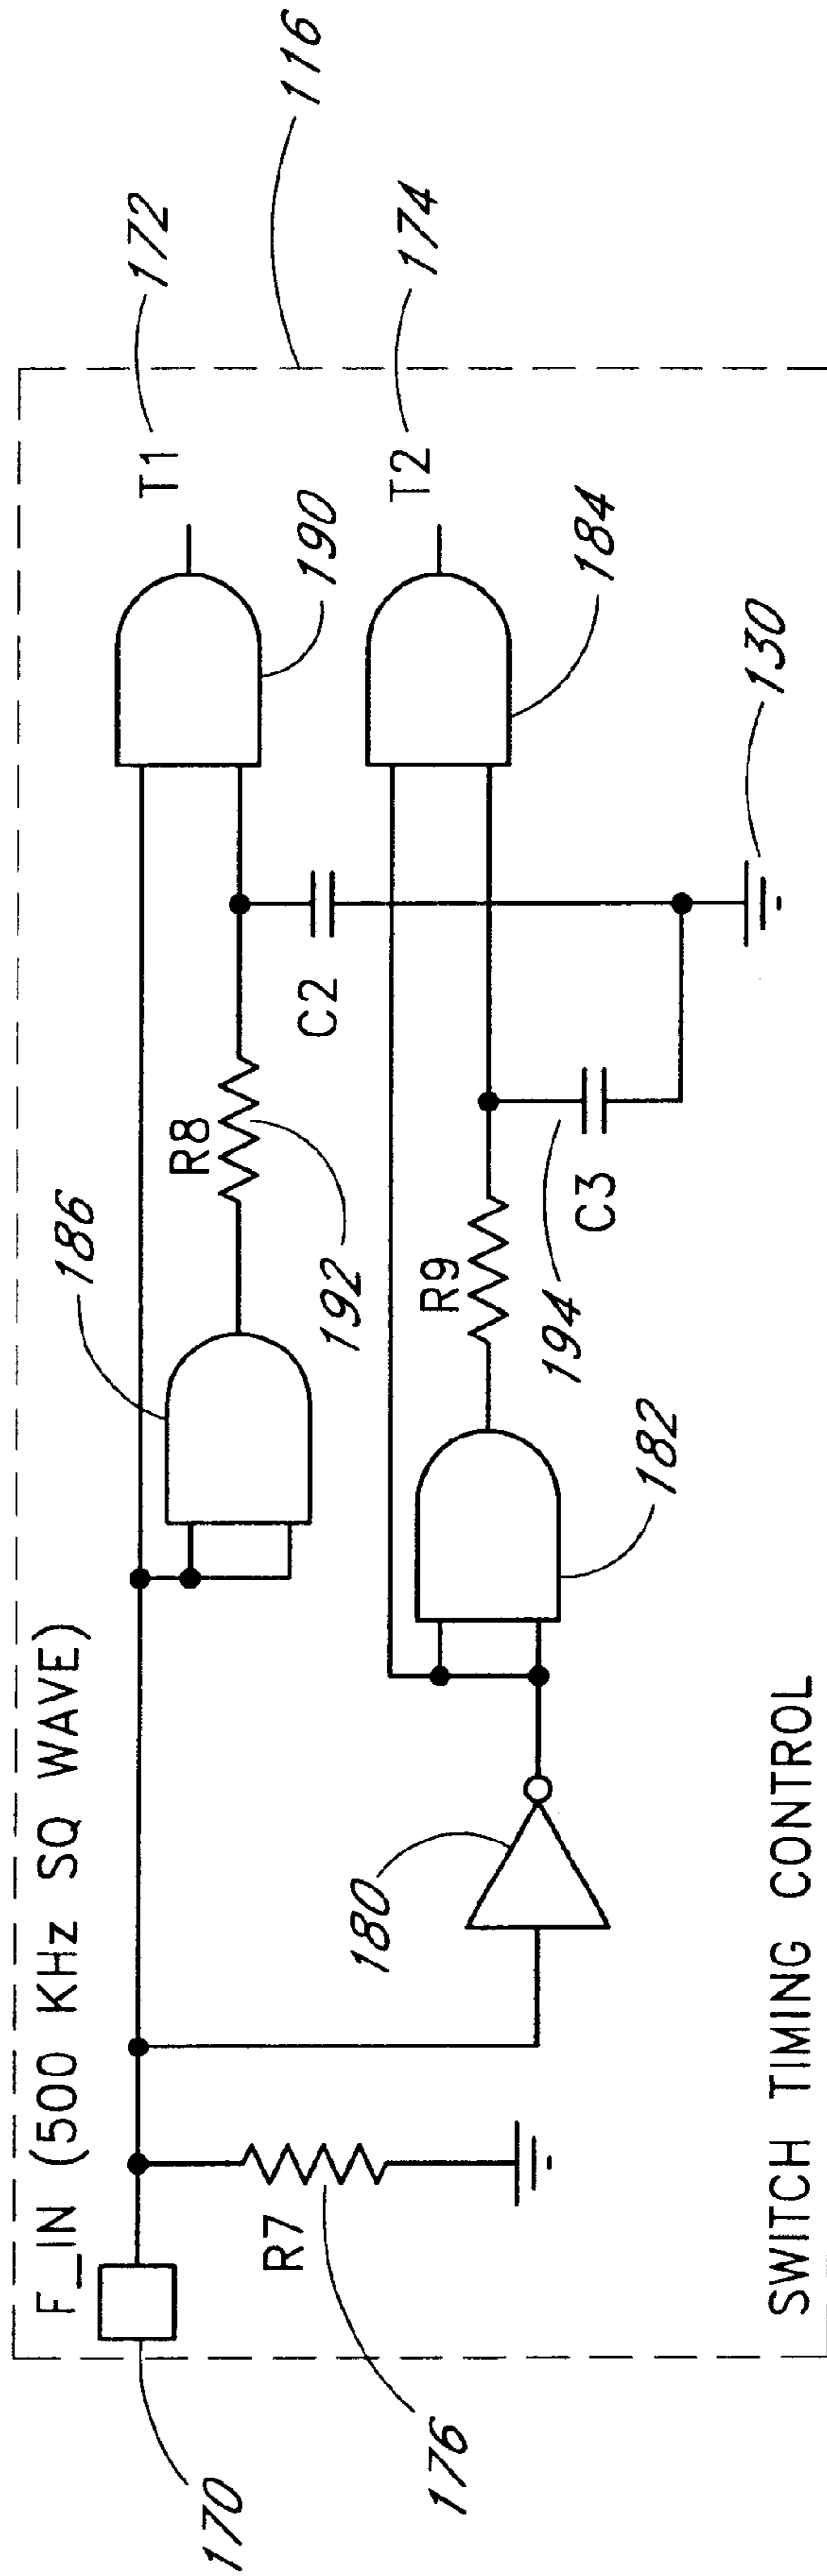 F_IN (500 KHz SQ WAVE)
170
R7
176
180
186
R8
192
C2
190
T1
172
116
182
R9
194
C3
184
T2
174
130
SWITCH TIMING CONTROL